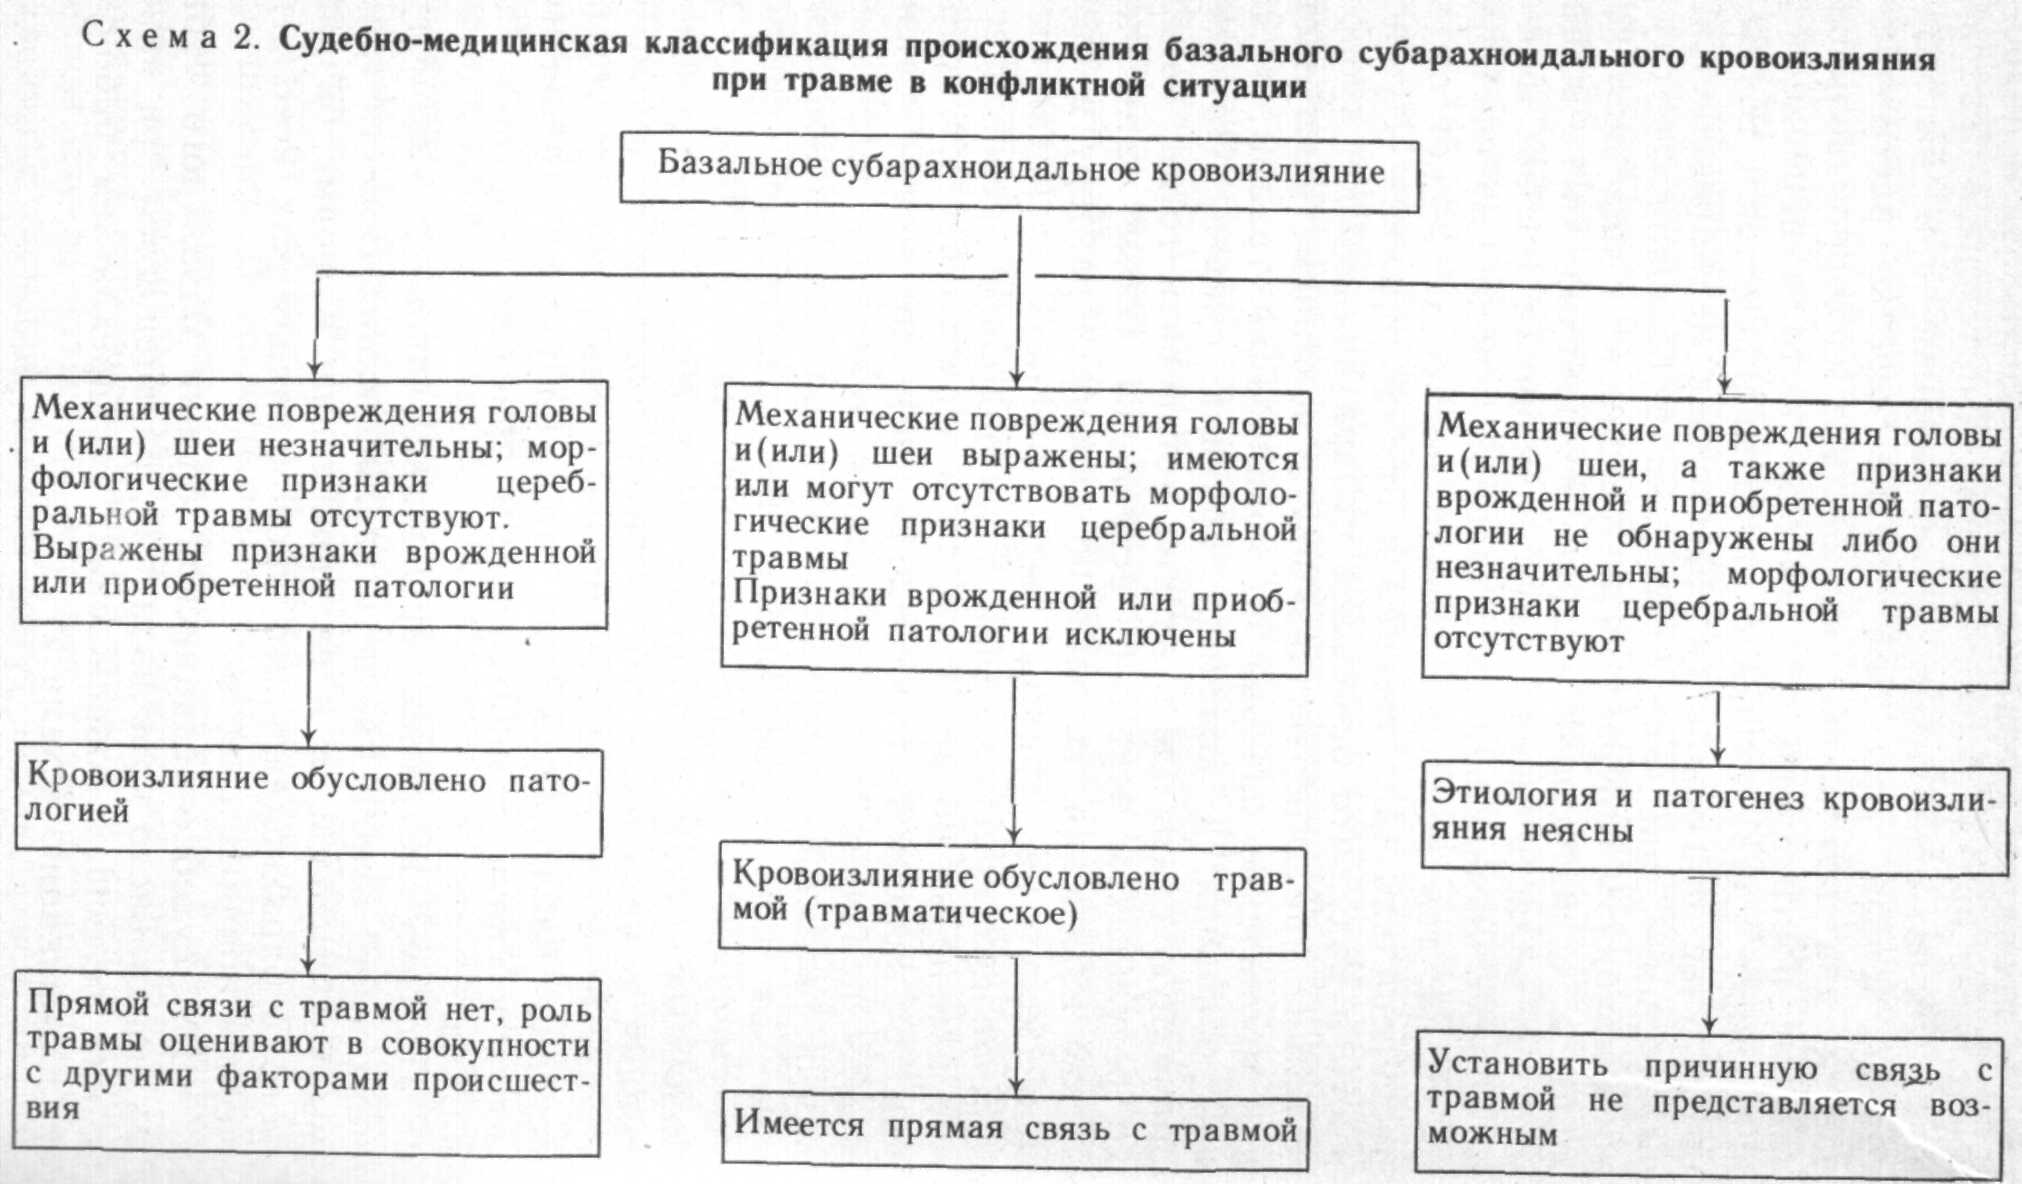 Схема 2. Судебно-медицинская классификация происхождения базального субарахноидального кровоизлияния
при травме в конфликтной ситуации
Базальное субарахноидальное кровоизлияние
Механические повреждения головы
и (или) шеи незначительны; мор-
фологические признаки цереб-
ральной травмы отсутствуют.
Выражены признаки врожденной
или приобретенной патологии
Механические повреждения головы
и(или) шеи выражены; имеются
или могут отсутствовать морфоло-
гические признаки церебральной
травмы
Признаки врожденной или приоб-
ретенной патологии исключены
Механические повреждения головы
и(или) шеи, а также признаки
врожденной и приобретенной пато-
логии не обнаружены либо они
незначительны; морфологические
признаки церебральной травмы
отсутствуют
Кровоизлияние обусловлено пато-
логией
Кровоизлияние обусловлено трав-
мой (травматическое)
Этиология и патогенез кровоизли-
яния неясны
Прямой связи с травмой нет, роль
травмы оценивают в совокупности
с другими факторами происшест-
вия
Имеется прямая связь с травмой
Установить причинную связь с
травмой не представляется воз-
можным